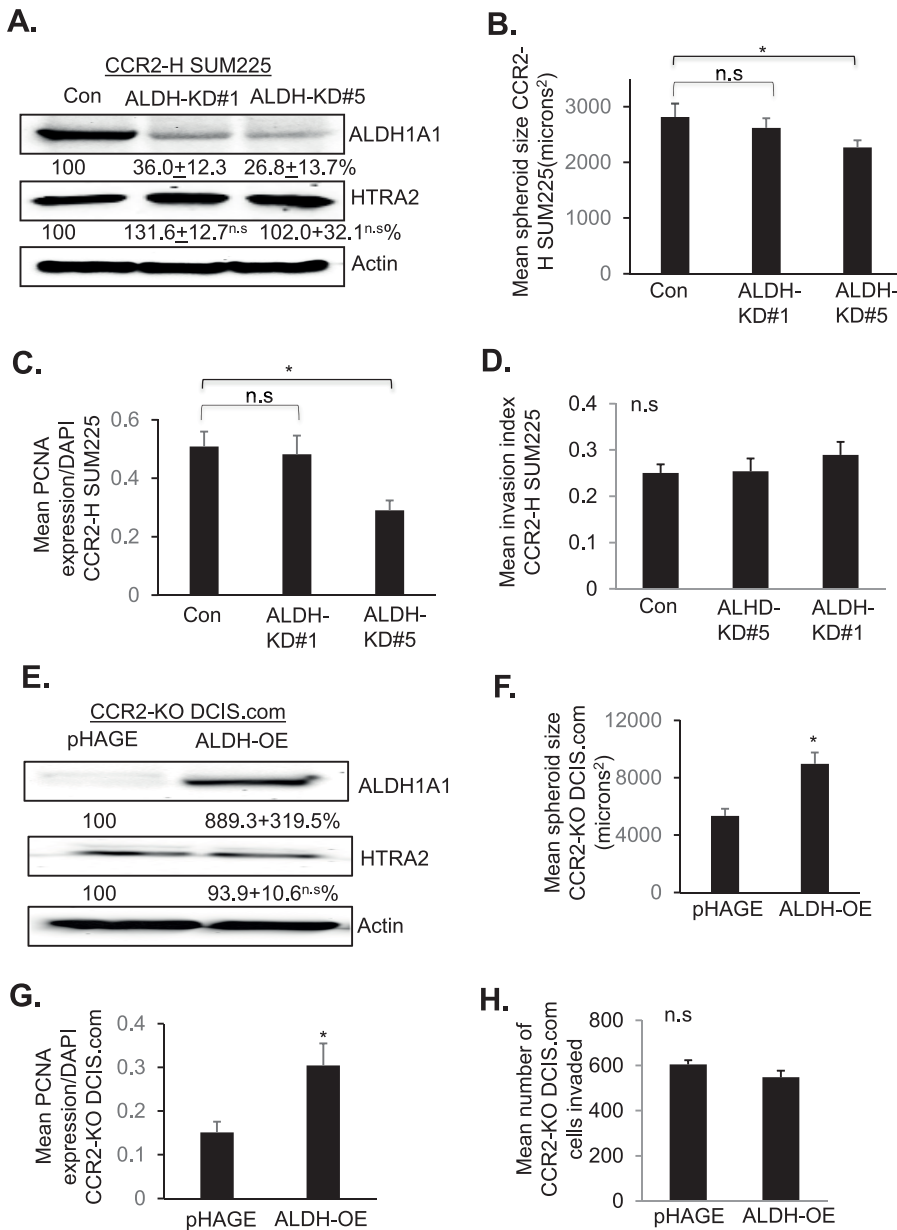 A.
CCR2-H SUM225
Con ALDH-KD#1 ALDH-KD#5
ALDH1A1
100 36.0±12.3 26.8±13.7%
HTRA2
100 131.6±12.7n.s 102.0+32.1n.s%
Actin
B.
Mean spheroid size CCR2-
H SUM225(microns2)
*
n.s
3000
2000
1000
0
Con ALDH- ALDH-
KD#1 KD#5
C.
Mean PCNA
expression/DAPI
CCR2-H SUM225
*
n.s
0.6
0.4
0.2
0
Con ALDH- ALDH-
KD#1 KD#5
D.
Mean invasion index
CCR2-H SUM225
n.s
0.4
0.3
0.2
0.1
0
Con ALHD- ALDH-
KD#5 KD#1
E.
CCR2-KO DCIS.com
pHAGE ALDH-OE
ALDH1A1
100 889.3+319.5%
HTRA2
100 93.9+10.6n.s%
Actin
F.
Mean spheroid size
CCR2-KO DCIS.com
(microns2)
*
12000
8000
4000
0
pHAGE ALDH-OE
G.
Mean PCNA
expression/DAPI
CCR2-KO DCIS.com
*
0.4
0.3
0.2
0.1
0
pHAGE ALDH-OE
H.
Mean number of
CCR2-KO DCIS.com
cells invaded
n.s
800
600
400
200
0
pHAGE ALDH-OE